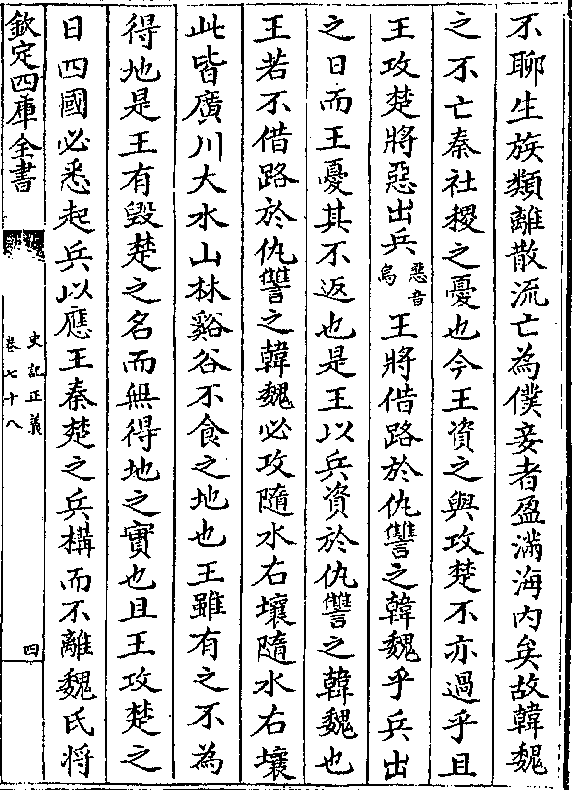 不聊生族類離散流亡為僕妾者盈滿海内矣故韓魏
之不亡秦社稷之憂也今王資之與攻楚不亦過乎且
王攻楚將惡出兵惡音烏王將借路於仇讐之韓魏乎兵出
之日而王憂其不返也是王以兵資於仇讐之韓魏也
王若不借路於仇讐之韓魏必攻隨水右壤隨水右壤
此皆廣川大水山林谿谷不食之地也王雖有之不為
得地是王有毁楚之名而無得地之實也且王攻楚之
日四國必悉起兵以應王秦楚之兵構而不離魏氏將
欽定四庫全書
史記正義
卷七十八
四